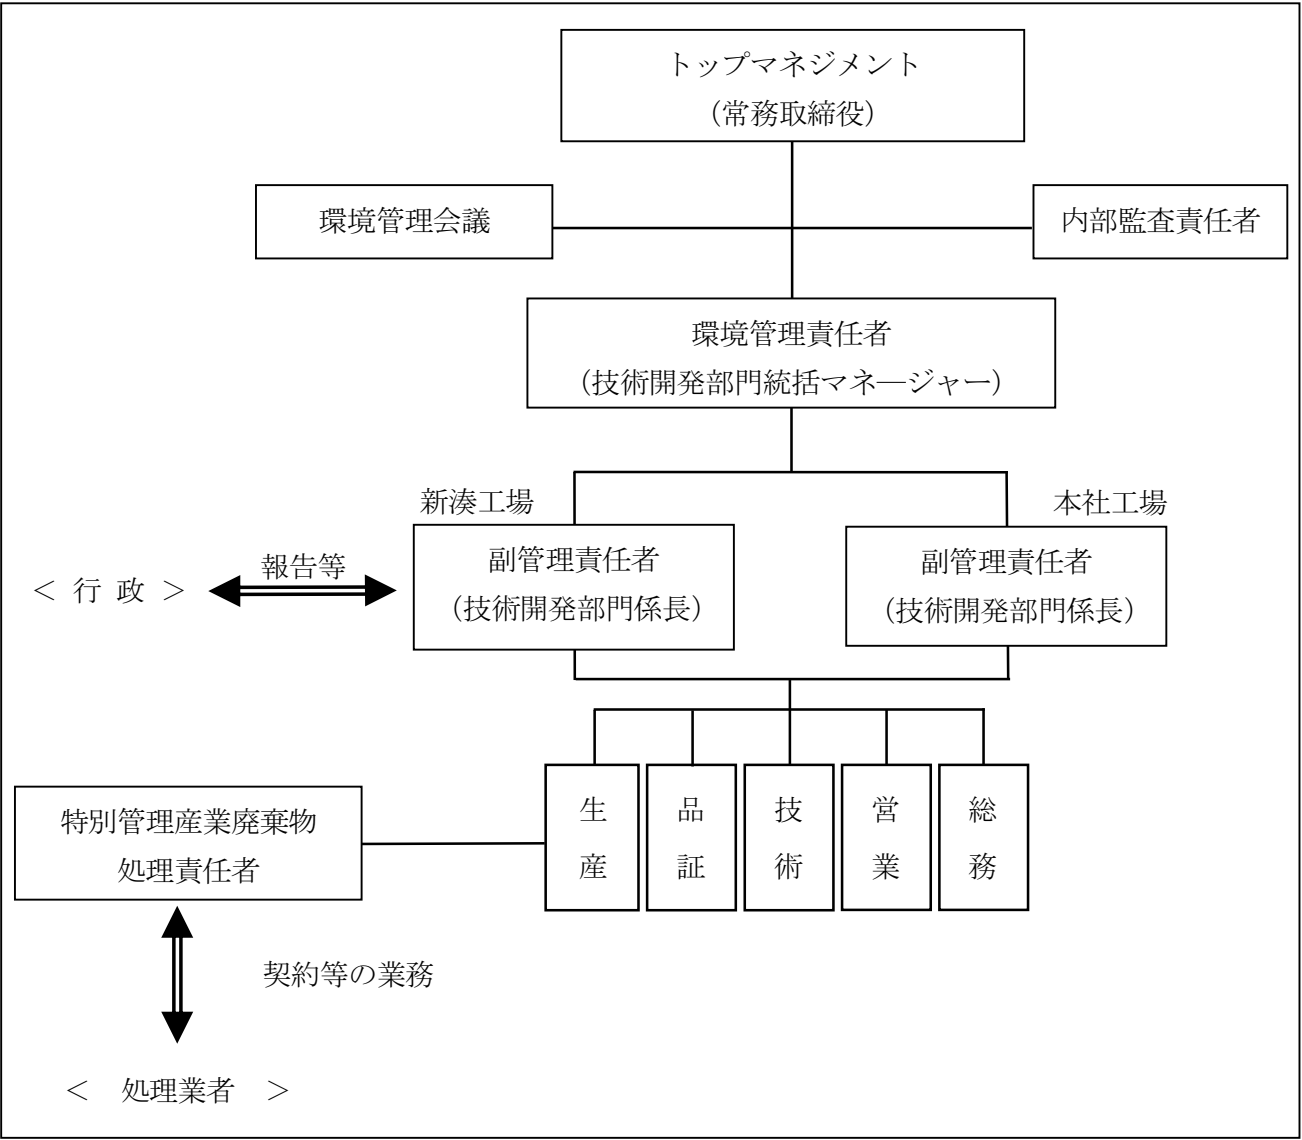 トップマネジメント
（常務取締役）
環境管理会議
内部監査責任者
環境管理責任者
（技術開発部門統括マネ―ジャー）
新湊工場
本社工場
副管理責任者
（技術開発部門係長）
副管理責任者
（技術開発部門係長）
報告等
＜ 行 政 ＞
生産
品証
技術
営業
総務
特別管理産業廃棄物
処理責任者
契約等の業務
＜ 処理業者 ＞